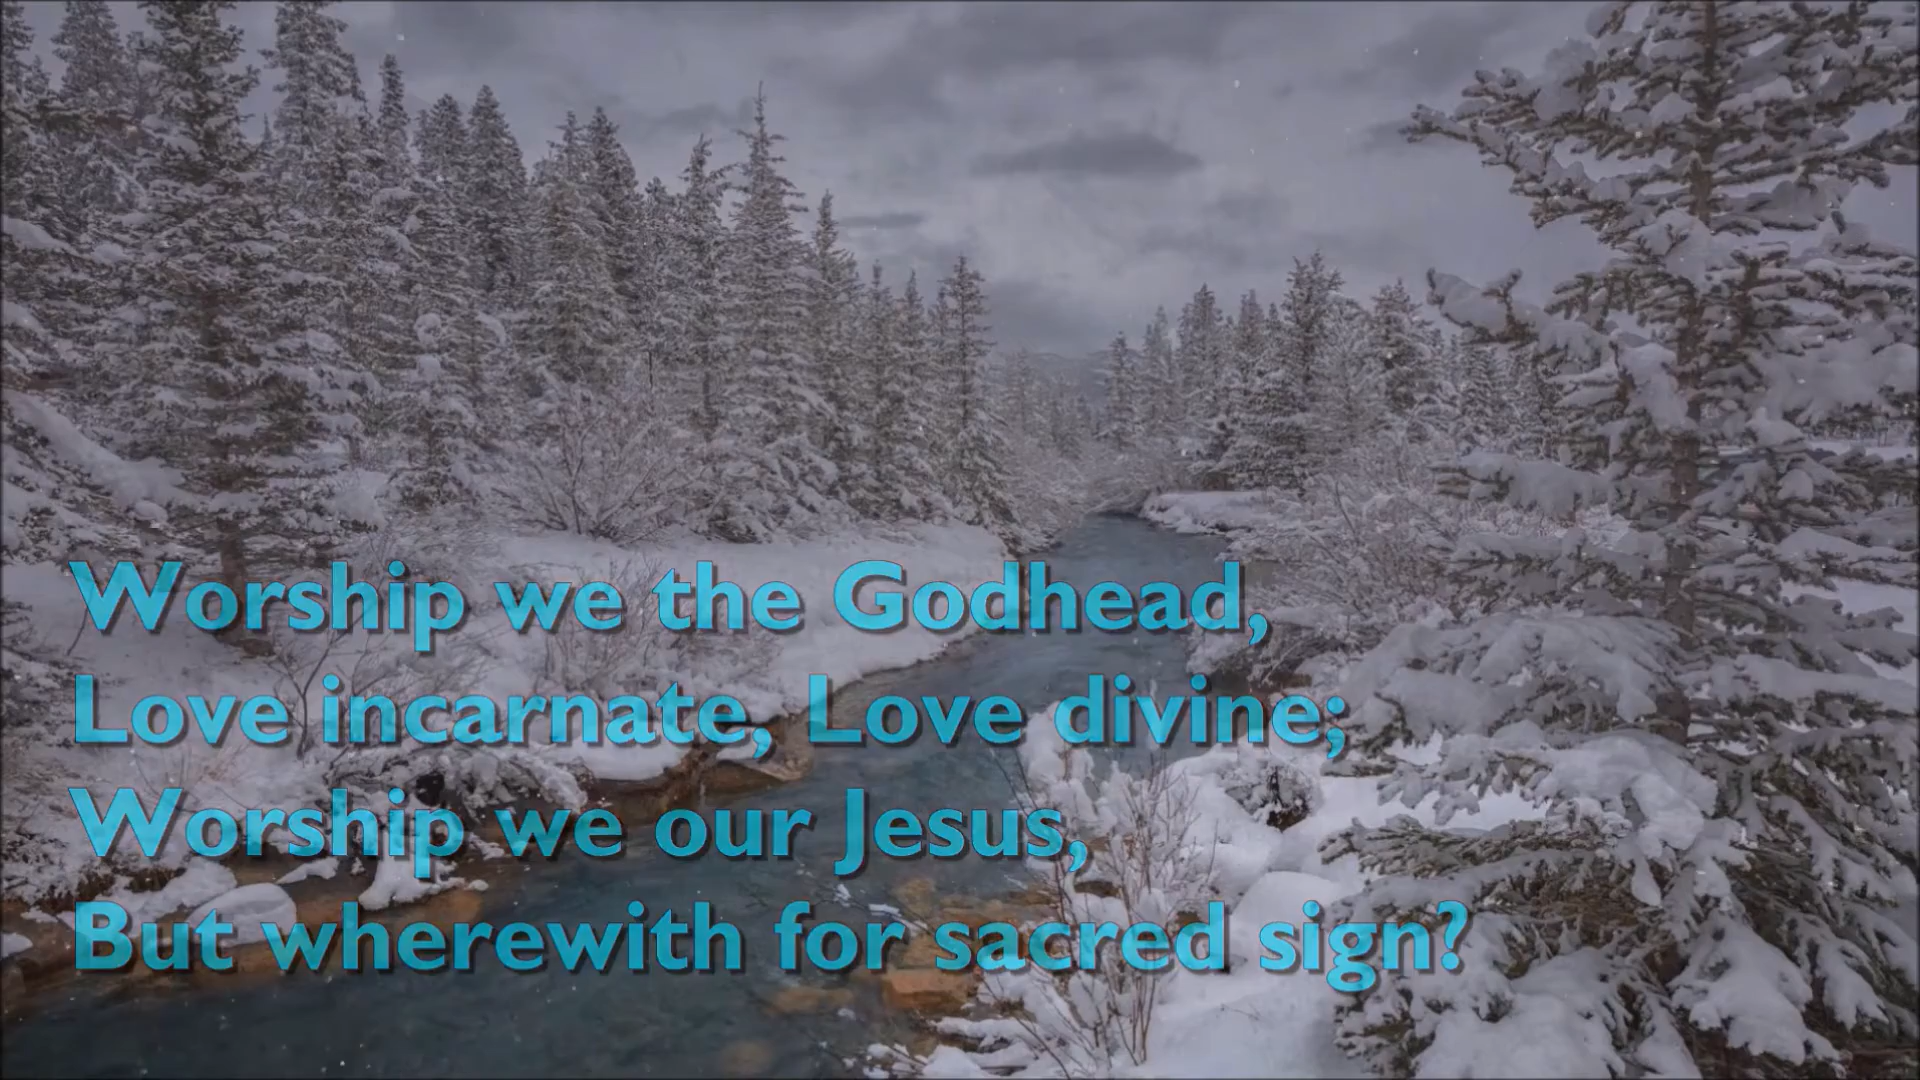 Worship we the Godhead,
Love incarnate, Love divine;
Worship we our Jesus,
But wherewith for sacred sign?